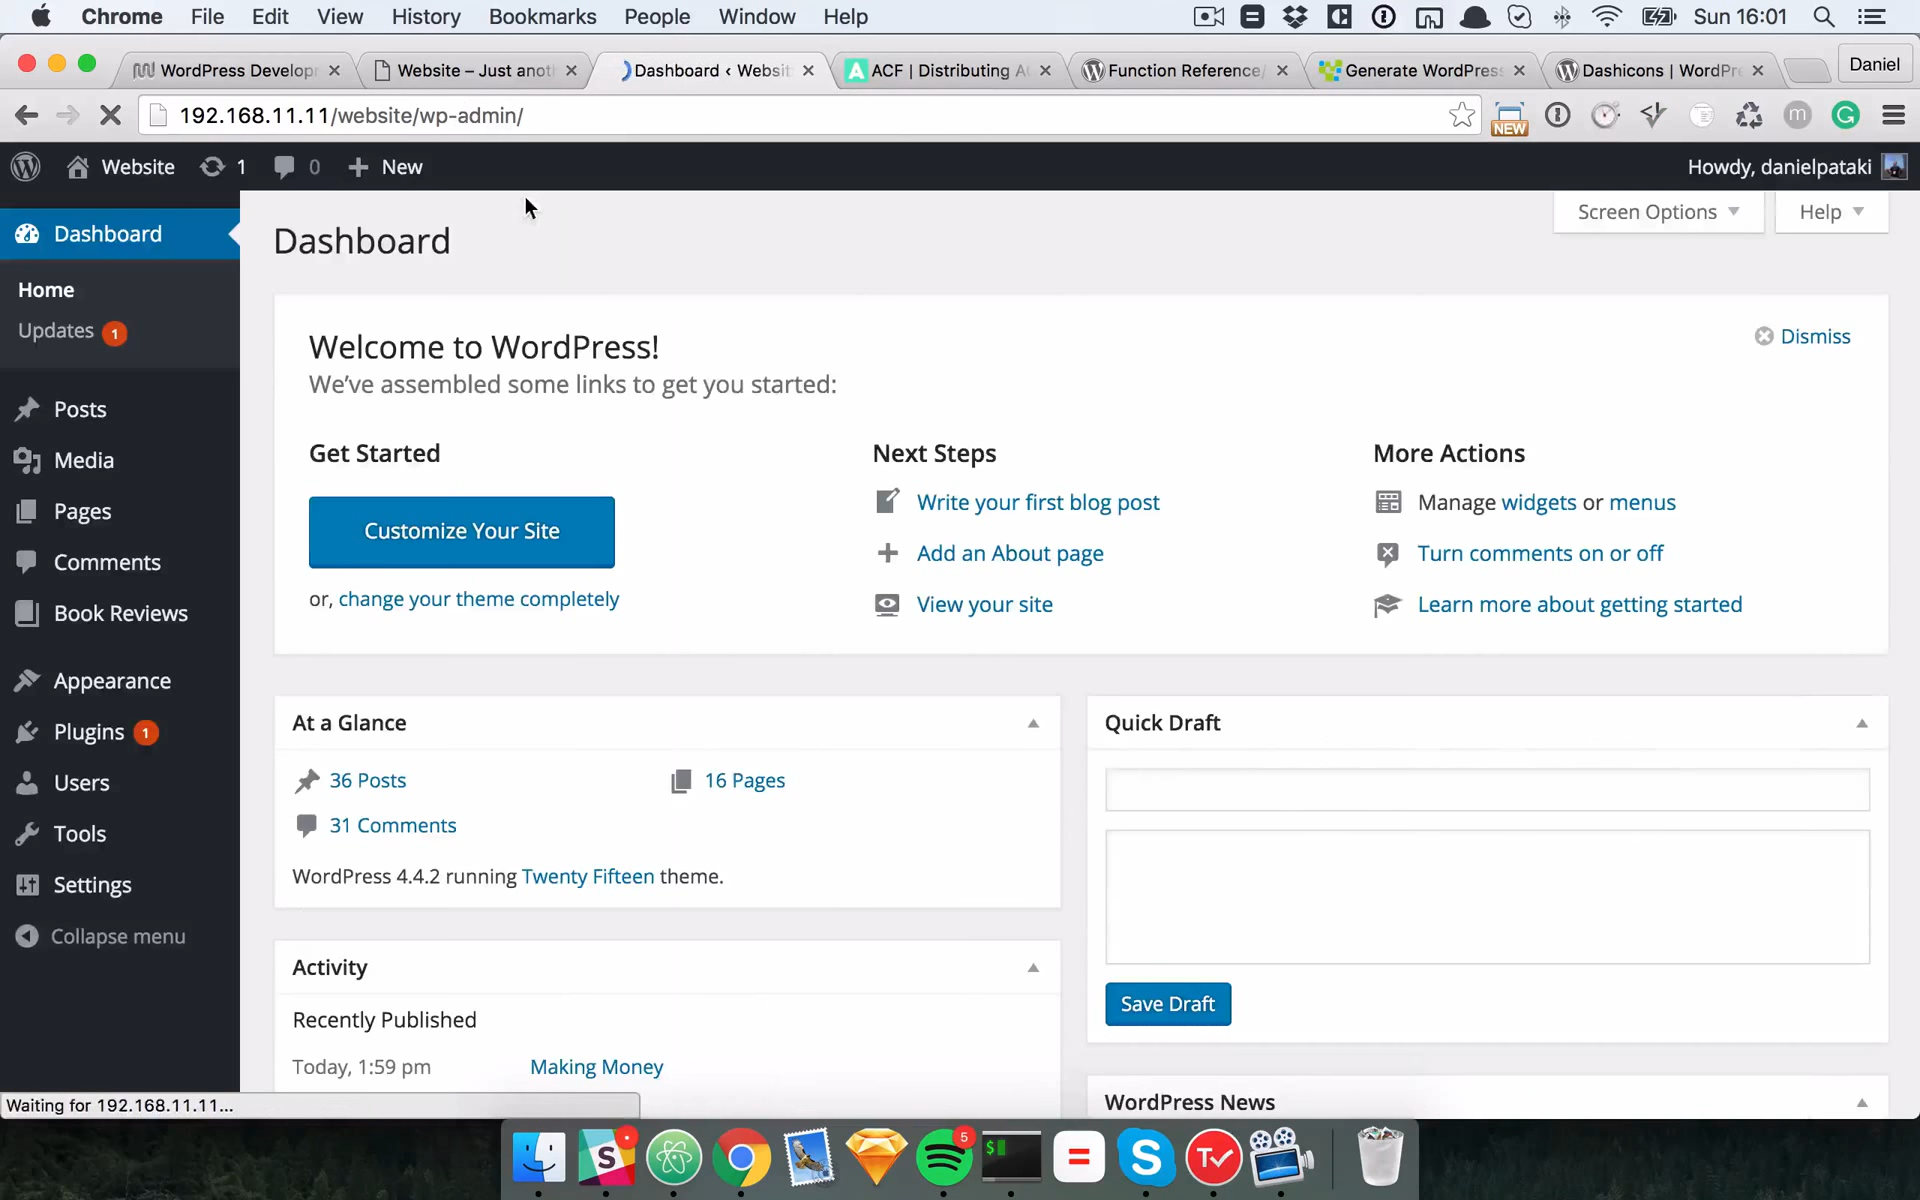 Chrome File Edit View History Bookmarks People Window Help Sun 16:01
WordPress Develop Website – Just anot Dashboard ‹ Websit ACF | Distributing A Function Reference/ Generate WordPress Dashicons | WordPre Daniel
192.168.11.11/website/wp-admin/ NEW
Website 1 0 New Howdy, danielpataki
Screen Options Help
Dashboard
Home
Updates 1
Posts
Media
Pages
Comments
Book Reviews
Appearance
Plugins 1
Users
Tools
Settings
Collapse menu
Dashboard
Welcome to WordPress!
Dismiss
We’ve assembled some links to get you started:
Get Started
Customize Your Site
or, change your theme completely
Next Steps
Write your first blog post
Add an About page
View your site
More Actions
Manage widgets or menus
Turn comments on or off
Learn more about getting started
At a Glance
36 Posts 16 Pages
31 Comments
WordPress 4.4.2 running Twenty Fifteen theme.
Activity
Recently Published
Today, 1:59 pm Making Money
Quick Draft
Save Draft
WordPress News
Waiting for 192.168.11.11...
5